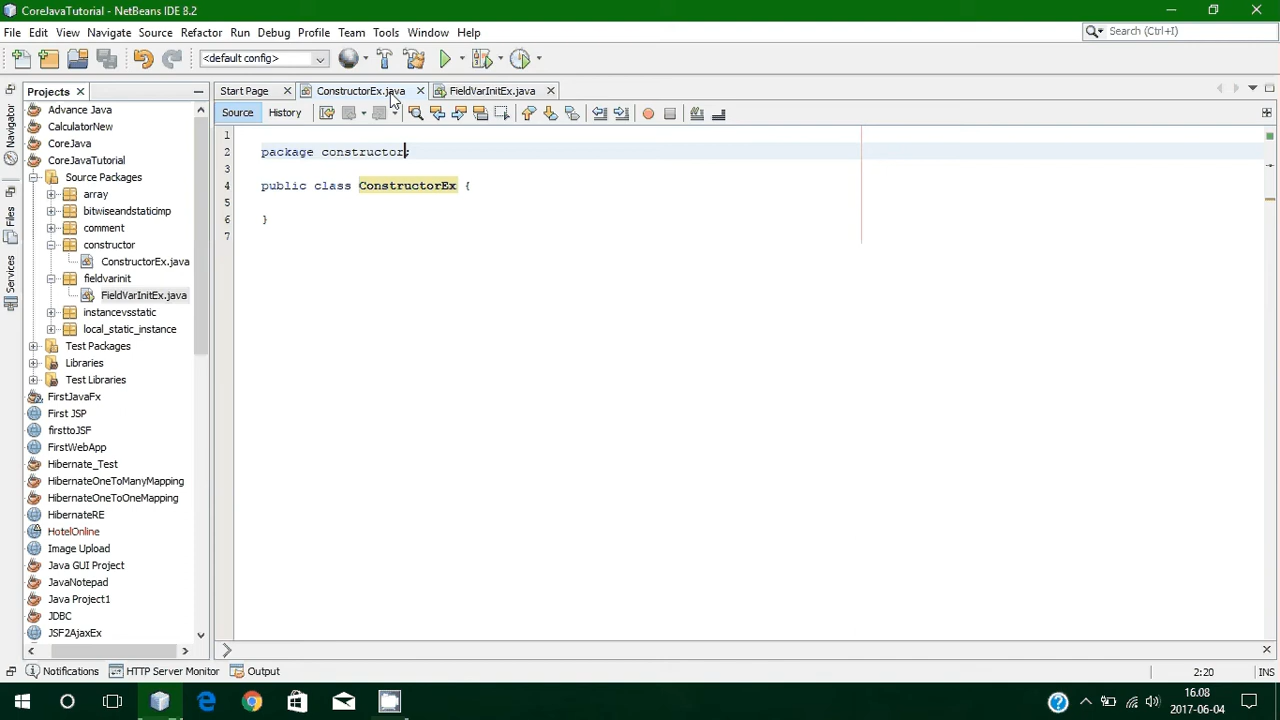 CoreJavaTutorial - NetBeans IDE 8.2
File Edit View Navigate Source Refactor Run Debug Profile Team Tools Window Help
Search (Ctrl+I)
<default config>
Projects
Start Page
ConstructorEx.java
FieldVarInitEx.java
Source
History
Navigator
Files
Services
Advance Java
CalculatorNew
CoreJava
CoreJavaTutorial
Source Packages
array
bitwiseandstaticimp
comment
constructor
ConstructorEx.java
fieldvarinit
FieldVarInitEx.java
instancevsstatic
local_static_instance
Test Packages
Libraries
Test Libraries
FirstJavaFx
First JSP
firsttoJSF
FirstWebApp
Hibernate_Test
HibernateOneToManyMapping
HibernateOneToOneMapping
HibernateRE
HotelOnline
Image Upload
Java GUI Project
JavaNotepad
Java Project1
JDBC
JSF2AjaxEx
1
2 package constructor;
3
4 public class ConstructorEx {
5
6 }
7
Notifications
HTTP Server Monitor
Output
2:20
INS
16.08
2017-06-04